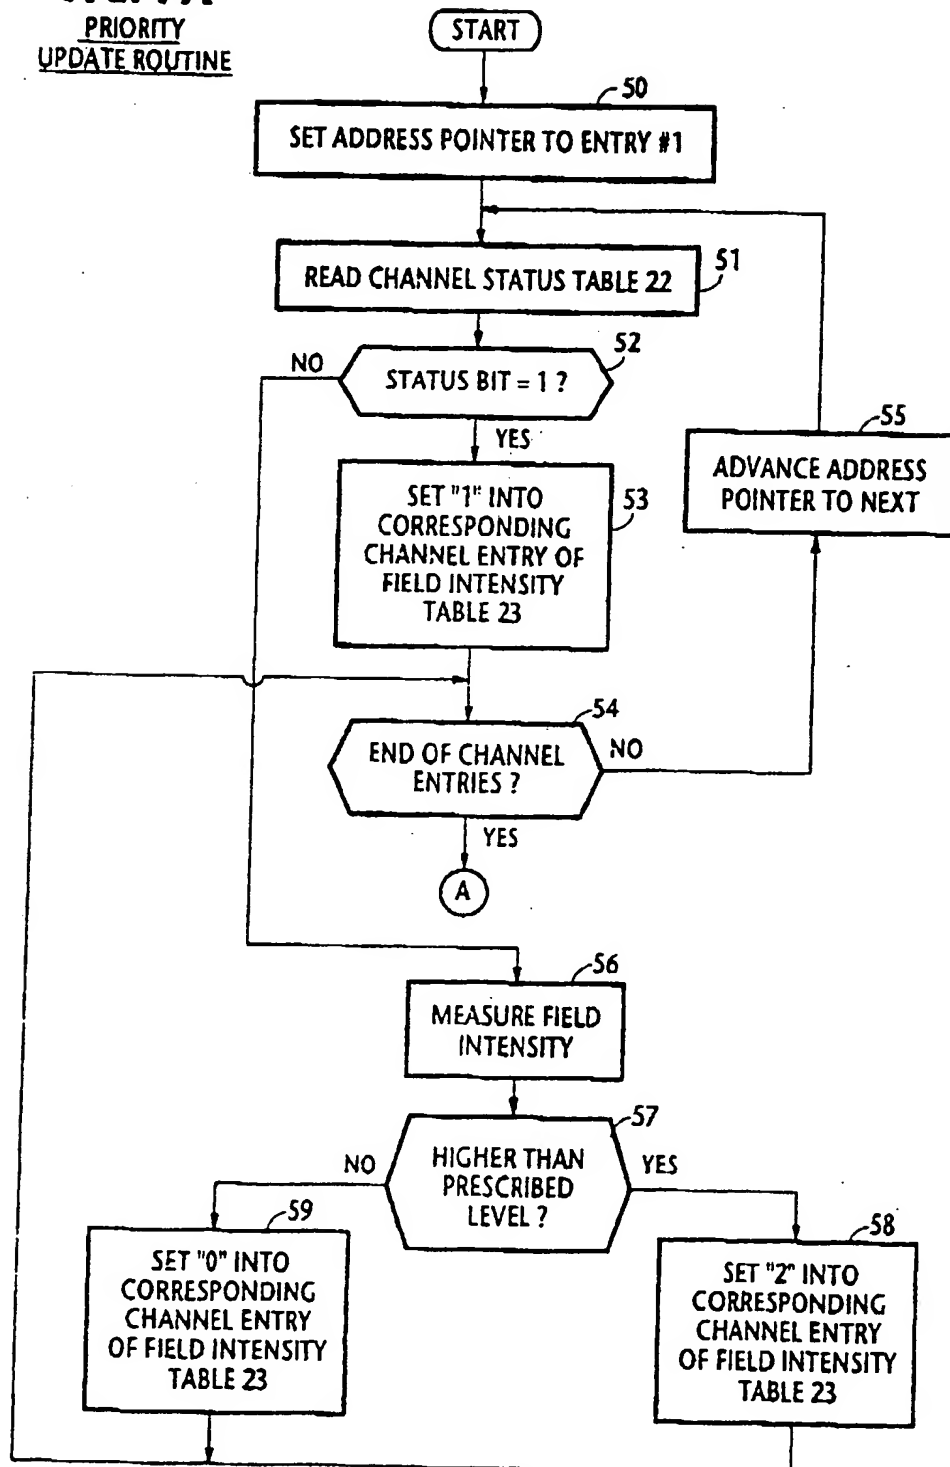 PRIORITY
UPDATE ROUTINE
START
50
SET ADDRESS POINTER TO ENTRY #1
READ CHANNEL STATUS TABLE 22
51
52
NO
STATUS BIT = 1 ?
YES
55
ADVANCE ADDRESS
POINTER TO NEXT
53
SET "1" INTO
CORRESPONDING
CHANNEL ENTRY OF
FIELD INTENSITY
TABLE 23
54
END OF CHANNEL
ENTRIES ?
NO
YES
A
56
MEASURE FIELD
INTENSITY
57
HIGHER THAN
PRESCRIBED
LEVEL ?
NO
YES
59
SET "0" INTO
CORRESPONDING
CHANNEL ENTRY
OF FIELD INTENSITY
TABLE 23
58
SET "2" INTO
CORRESPONDING
CHANNEL ENTRY
OF FIELD INTENSITY
TABLE 23